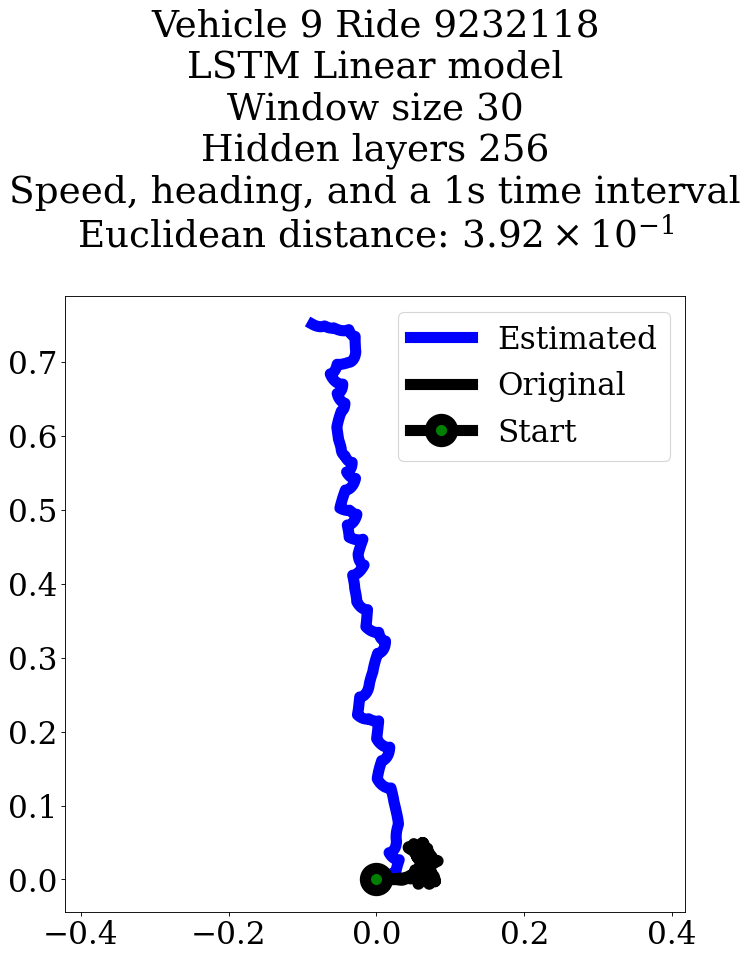 Vehicle 9 Ride 9232118
LSTM Linear model
Window size 30
Hidden layers 256
Speed, heading, and a 1s time interval
Euclidean distance: 3.92 × 10⁻¹
Estimated
Original
Start
0.7
0.6
0.5
0.4
0.3
0.2
0.1
0.0
−0.4 −0.2 0.0 0.2 0.4